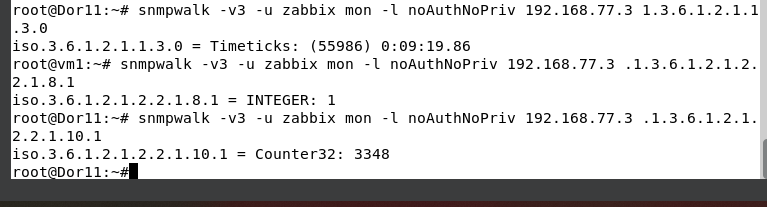 root@Dor11:~# snmpwalk -v3 -u zabbix mon -l noAuthNoPriv 192.168.77.3 1.3.6.1.2.1.1
.3.0
iso.3.6.1.2.1.1.3.0 = Timeticks: (55986) 0:09:19.86
root@vm1:~# snmpwalk -v3 -u zabbix mon -l noAuthNoPriv 192.168.77.3 .1.3.6.1.2.1.2.
2.1.8.1
iso.3.6.1.2.1.2.2.1.8.1 = INTEGER: 1
root@Dor11:~# snmpwalk -v3 -u zabbix mon -l noAuthNoPriv 192.168.77.3 .1.3.6.1.2.1.
2.2.1.10.1
iso.3.6.1.2.1.2.2.1.10.1 = Counter32: 3348
root@Dor11:~#